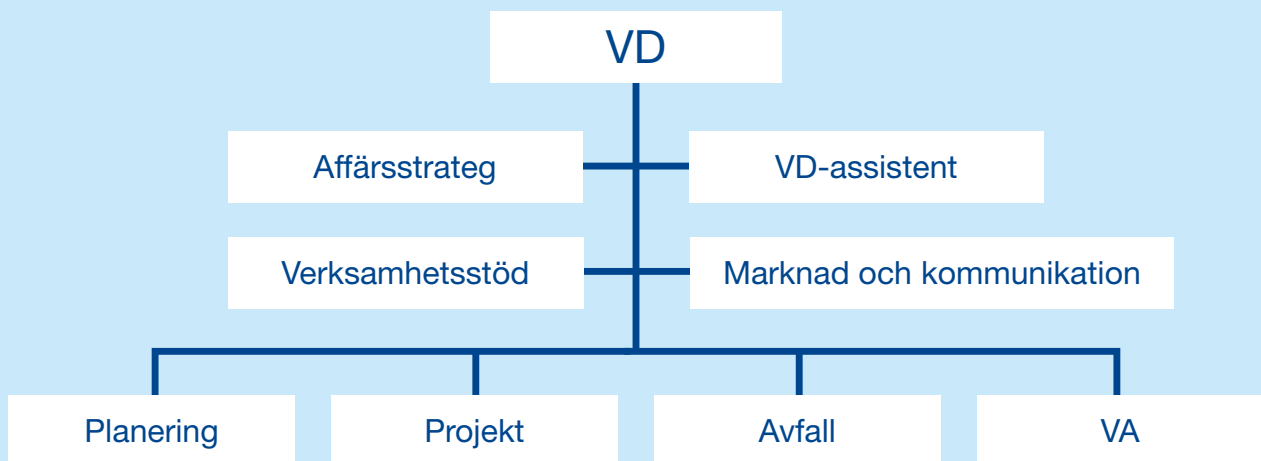 VD
Affärsstrateg
VD-assistent
Verksamhetsstöd
Marknad och kommunikation
Planering
Projekt
Avfall
VA